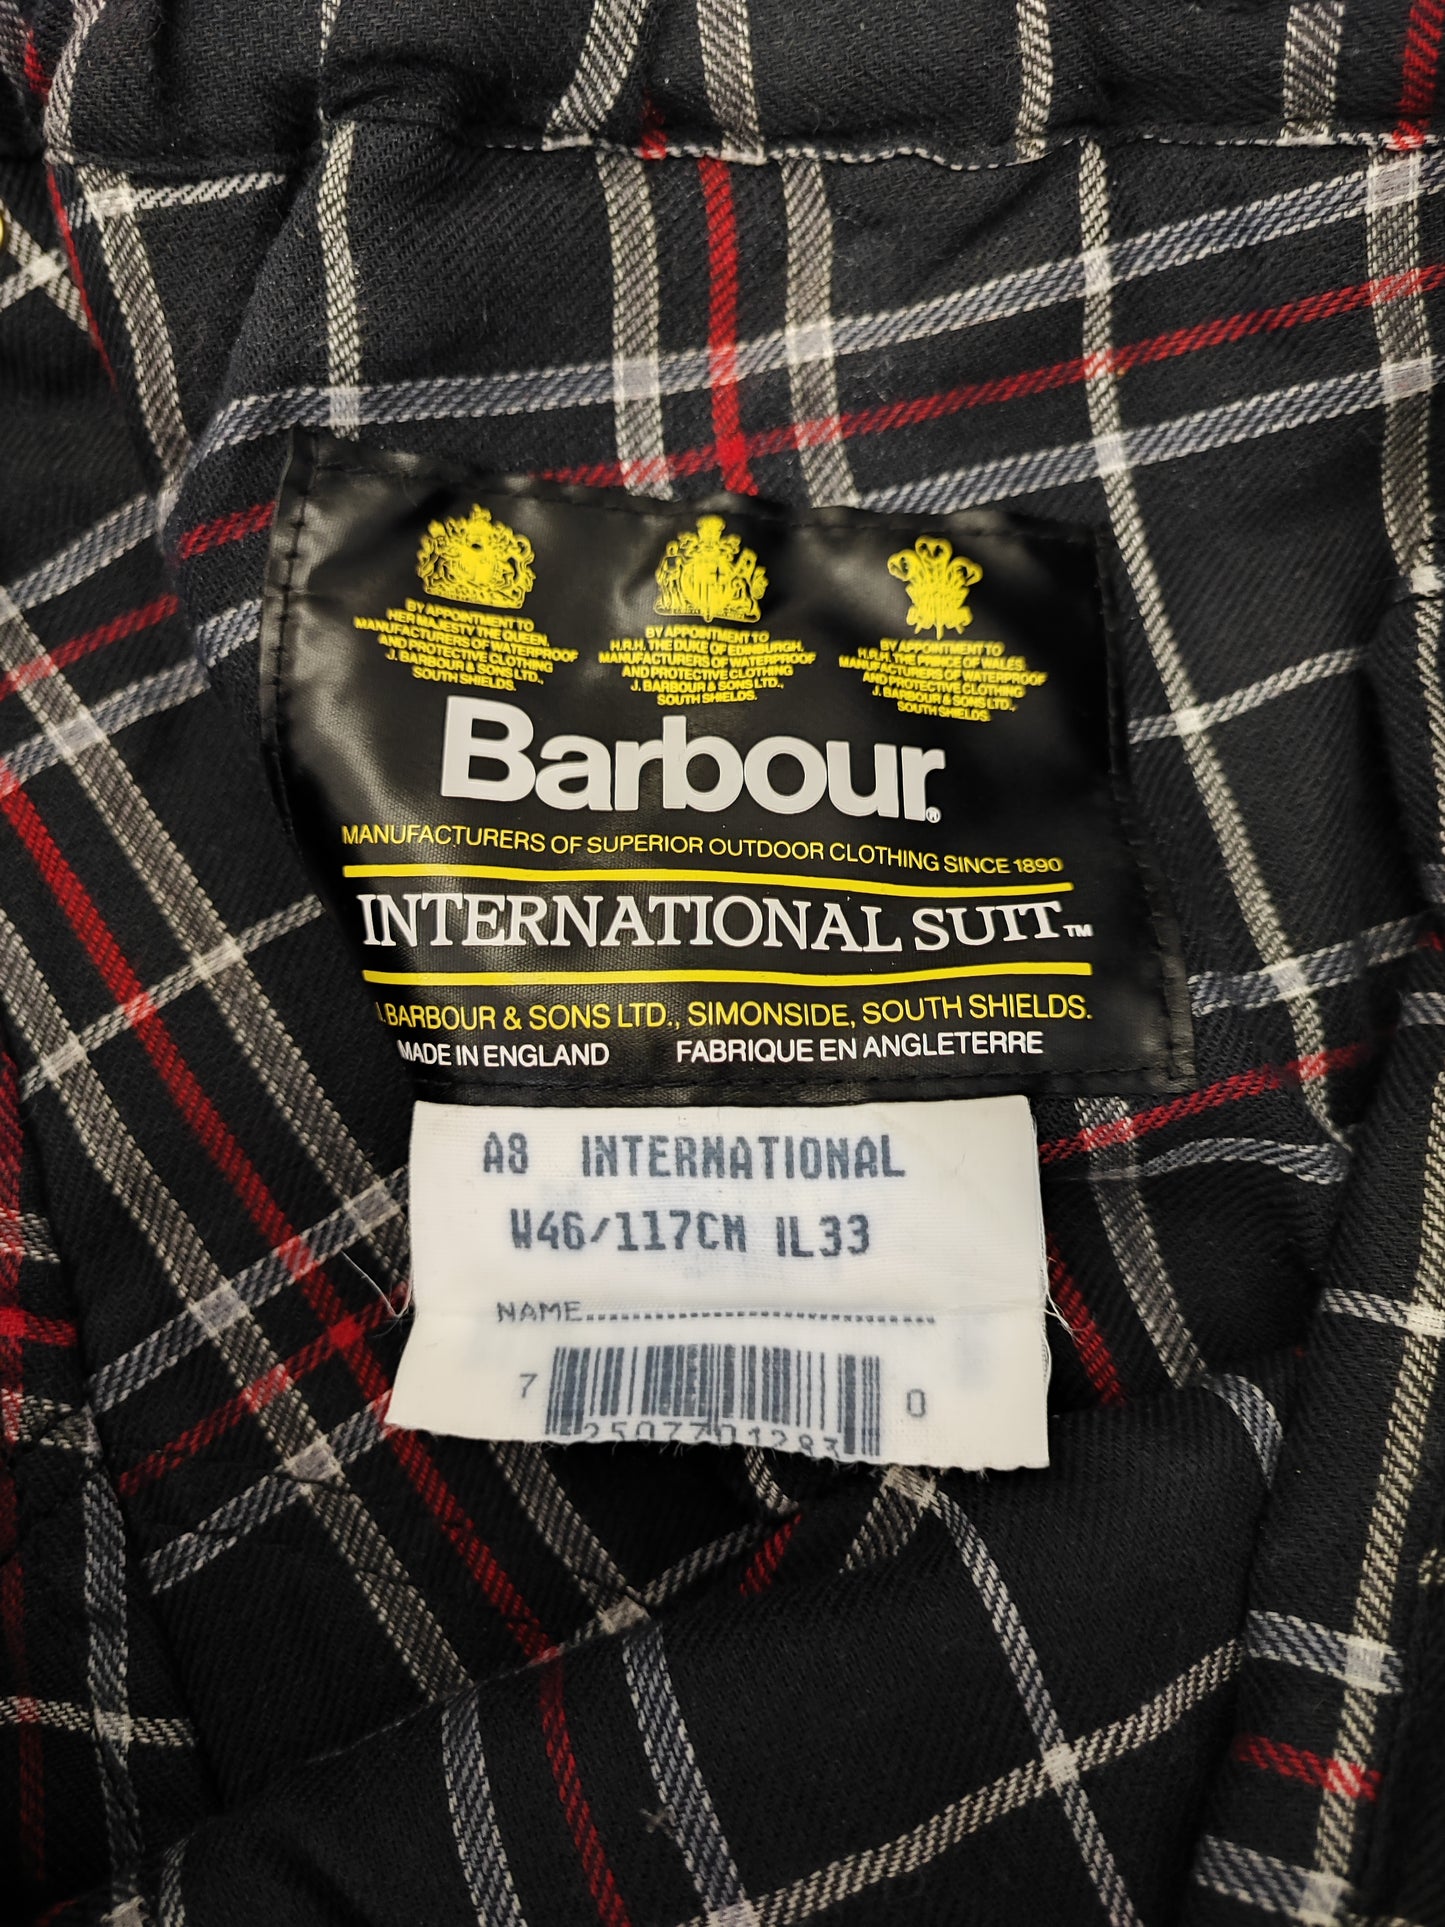 BY APPOINTMENT TO
HER MAJESTY THE QUEEN,
MANUFACTURERS OF WATERPROOF
AND PROTECTIVE CLOTHING
J. BARBOUR & SONS LTD.,
SOUTH SHIELDS.
BY APPOINTMENT TO
H.R.H. THE DUKE OF EDINBURGH,
MANUFACTURERS OF WATERPROOF
AND PROTECTIVE CLOTHING
J. BARBOUR & SONS LTD.,
SOUTH SHIELDS.
BY APPOINTMENT TO
H.R.H. THE PRINCE OF WALES,
MANUFACTURERS OF WATERPROOF
AND PROTECTIVE CLOTHING
J. BARBOUR & SONS LTD.,
SOUTH SHIELDS.
Barbour®
MANUFACTURERS OF SUPERIOR OUTDOOR CLOTHING SINCE 1890
INTERNATIONAL SUIT™
J.BARBOUR & SONS LTD., SIMONSIDE, SOUTH SHIELDS.
MADE IN ENGLAND FABRIQUE EN ANGLETERRE
A8 INTERNATIONAL
W46/117CM IL33
NAME..............................
7 25077 01283 0